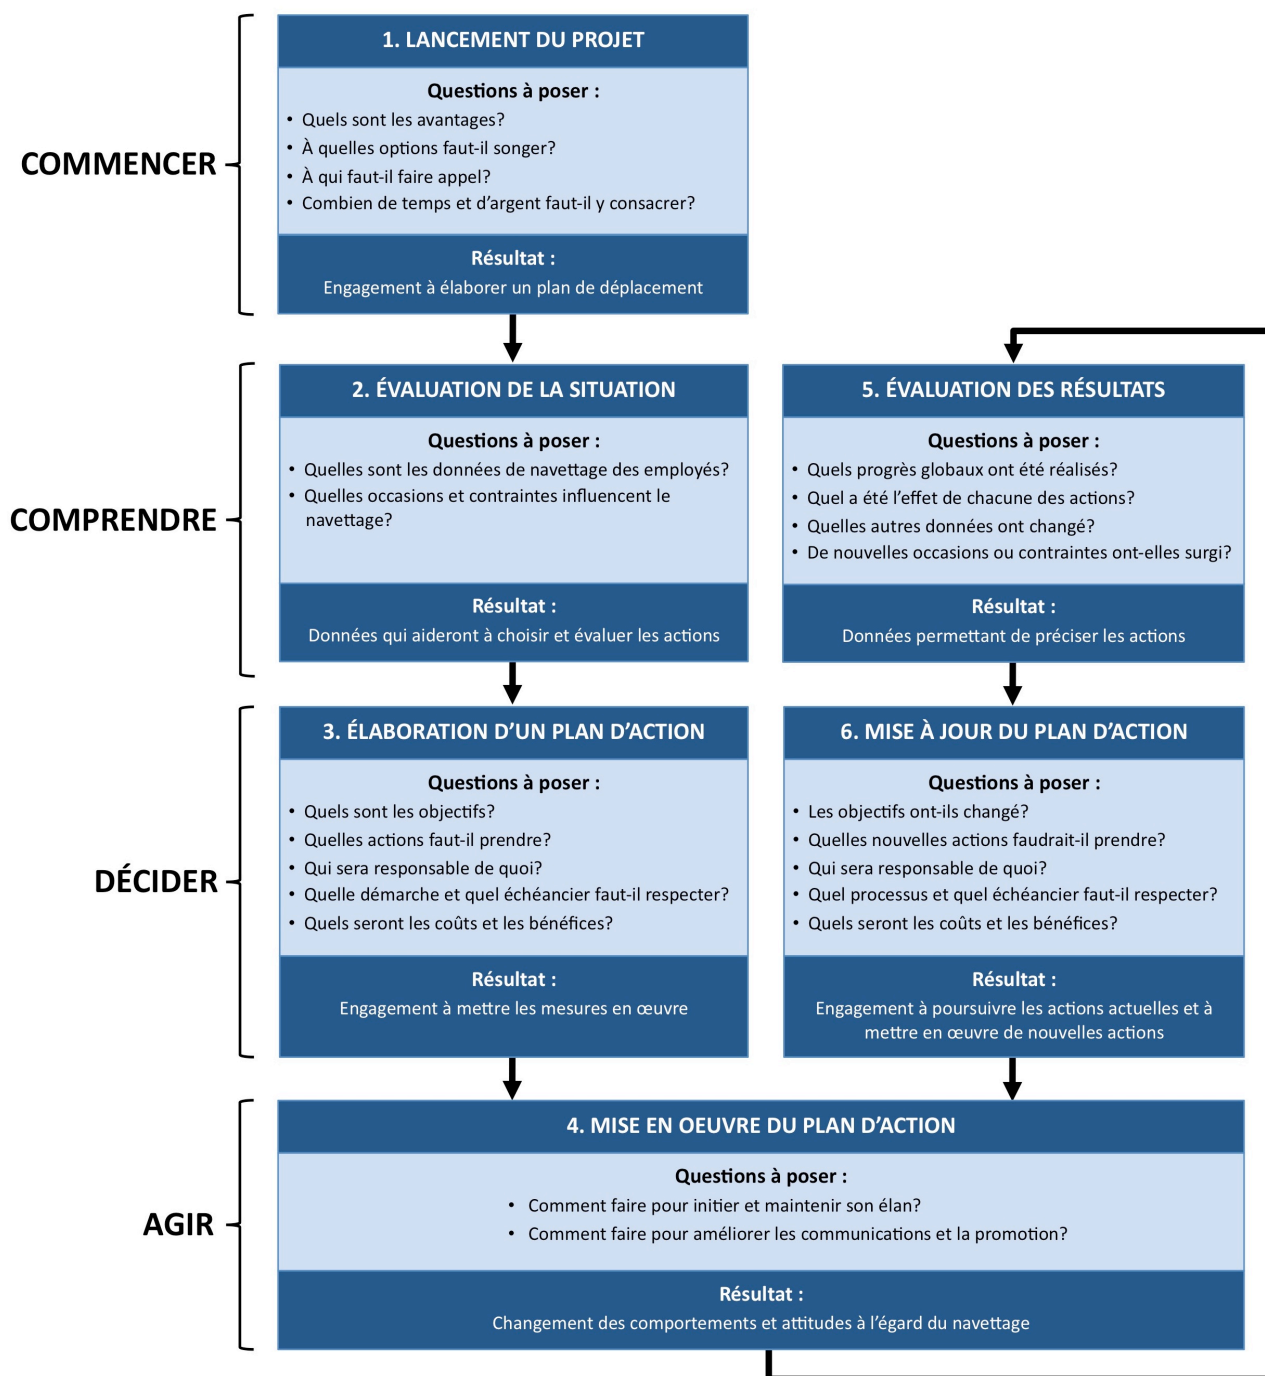 COMMENCER
1. LANCEMENT DU PROJET
Questions à poser :
• Quels sont les avantages?
• À quelles options faut-il songer?
• À qui faut-il faire appel?
• Combien de temps et d’argent faut-il y consacrer?
Résultat :
Engagement à élaborer un plan de déplacement
COMPRENDRE
2. ÉVALUATION DE LA SITUATION
Questions à poser :
• Quelles sont les données de navettage des employés?
• Quelles occasions et contraintes influencent le
navettage?
Résultat :
Données qui aideront à choisir et évaluer les actions
5. ÉVALUATION DES RÉSULTATS
Questions à poser :
• Quels progrès globaux ont été réalisés?
• Quel a été l’effet de chacune des actions?
• Quelles autres données ont changé?
• De nouvelles occasions ou contraintes ont-elles surgi?
Résultat :
Données permettant de préciser les actions
DÉCIDER
3. ÉLABORATION D’UN PLAN D’ACTION
Questions à poser :
• Quels sont les objectifs?
• Quelles actions faut-il prendre?
• Qui sera responsable de quoi?
• Quelle démarche et quel échéancier faut-il respecter?
• Quels seront les coûts et les bénéfices?
Résultat :
Engagement à mettre les mesures en œuvre
6. MISE À JOUR DU PLAN D’ACTION
Questions à poser :
• Les objectifs ont-ils changé?
• Quelles nouvelles actions faudrait-il prendre?
• Qui sera responsable de quoi?
• Quel processus et quel échéancier faut-il respecter?
• Quels seront les coûts et les bénéfices?
Résultat :
Engagement à poursuivre les actions actuelles et à
mettre en œuvre de nouvelles actions
AGIR
4. MISE EN OEUVRE DU PLAN D’ACTION
Questions à poser :
• Comment faire pour initier et maintenir son élan?
• Comment faire pour améliorer les communications et la promotion?
Résultat :
Changement des comportements et attitudes à l’égard du navettage